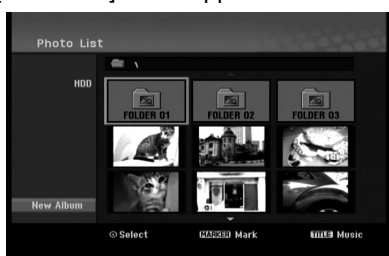 Photo List
\
HDD
FOLDER 01 FOLDER 02 FOLDER 03
New Album
Select MARKER Mark TITLE Music